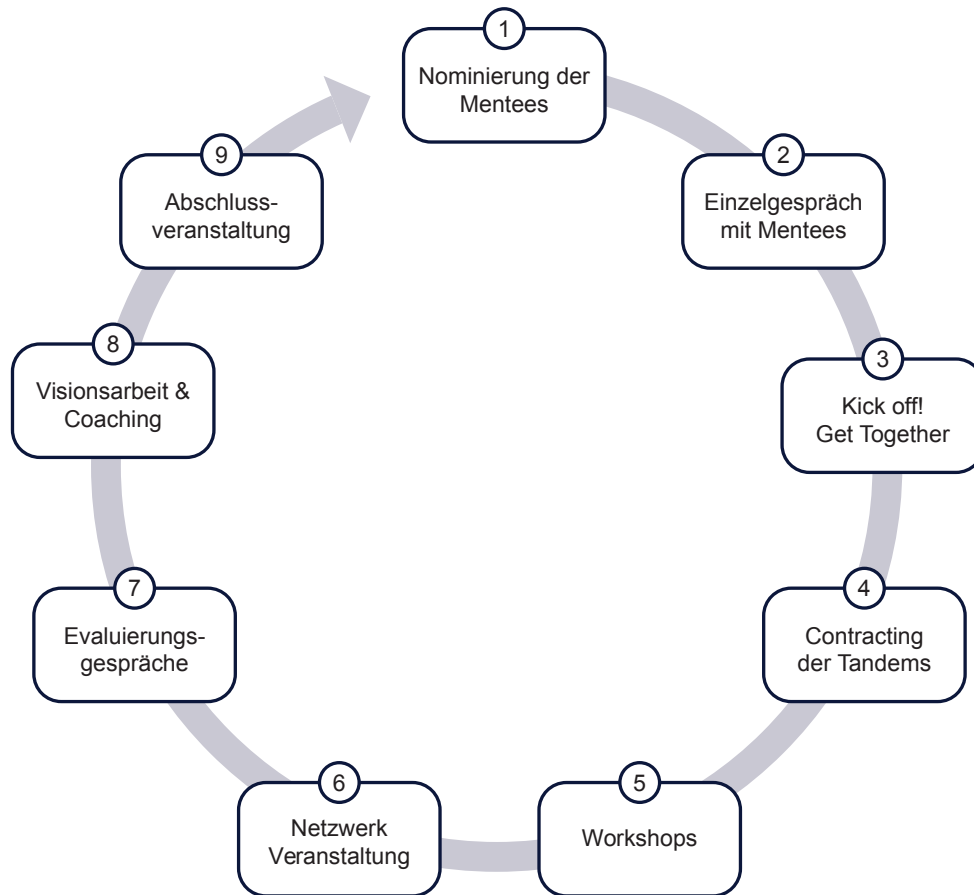 1
Nominierung der
Mentees
2
Einzelgespräch
mit Mentees
3
Kick off!
Get Together
4
Contracting
der Tandems
5
Workshops
6
Netzwerk
Veranstaltung
7
Evaluierungs-
gespräche
8
Visionsarbeit &
Coaching
9
Abschluss-
veranstaltung